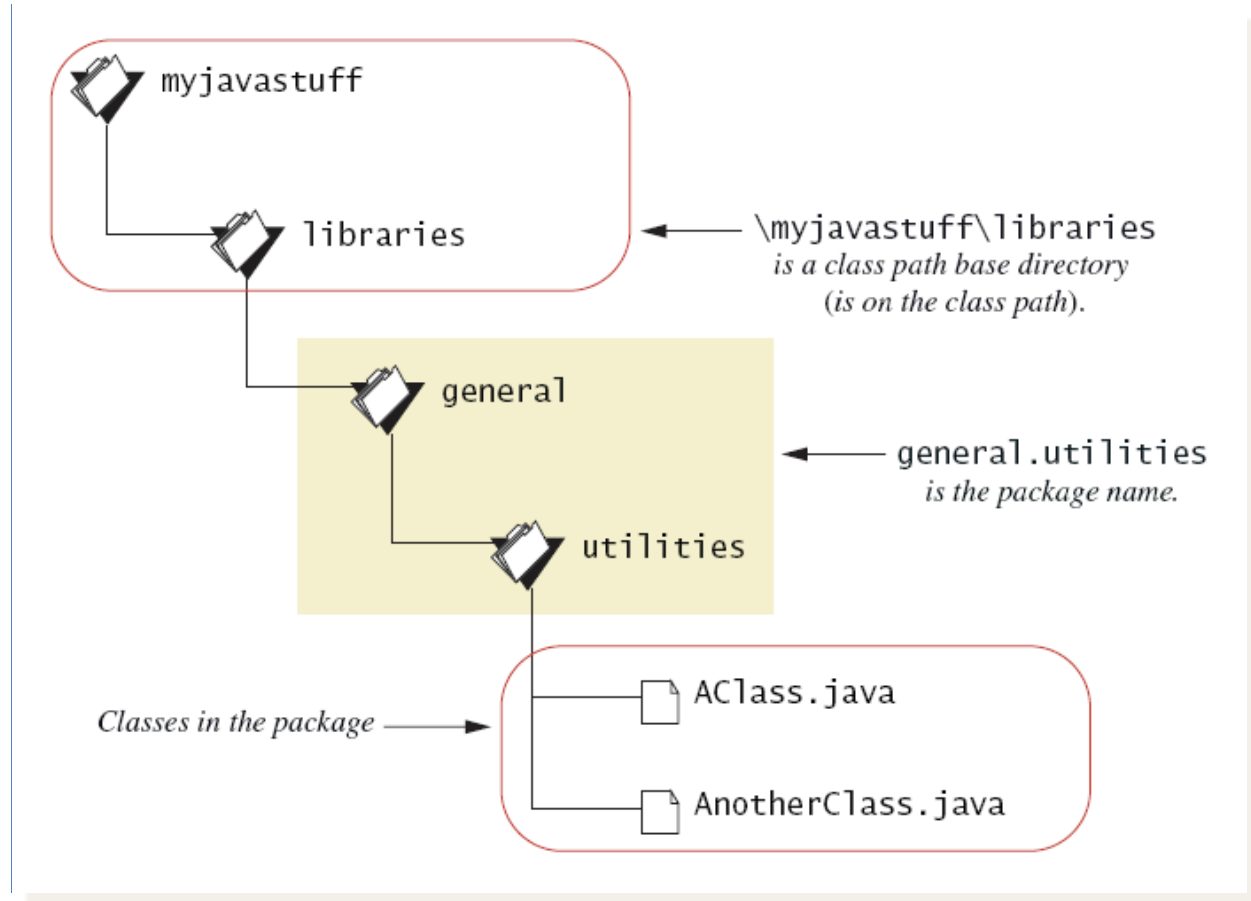 myjavastuff
libraries
\myjavastuff\libraries
is a class path base directory
(is on the class path).
general
general.utilities
is the package name.
utilities
AClass.java
Classes in the package
AnotherClass.java